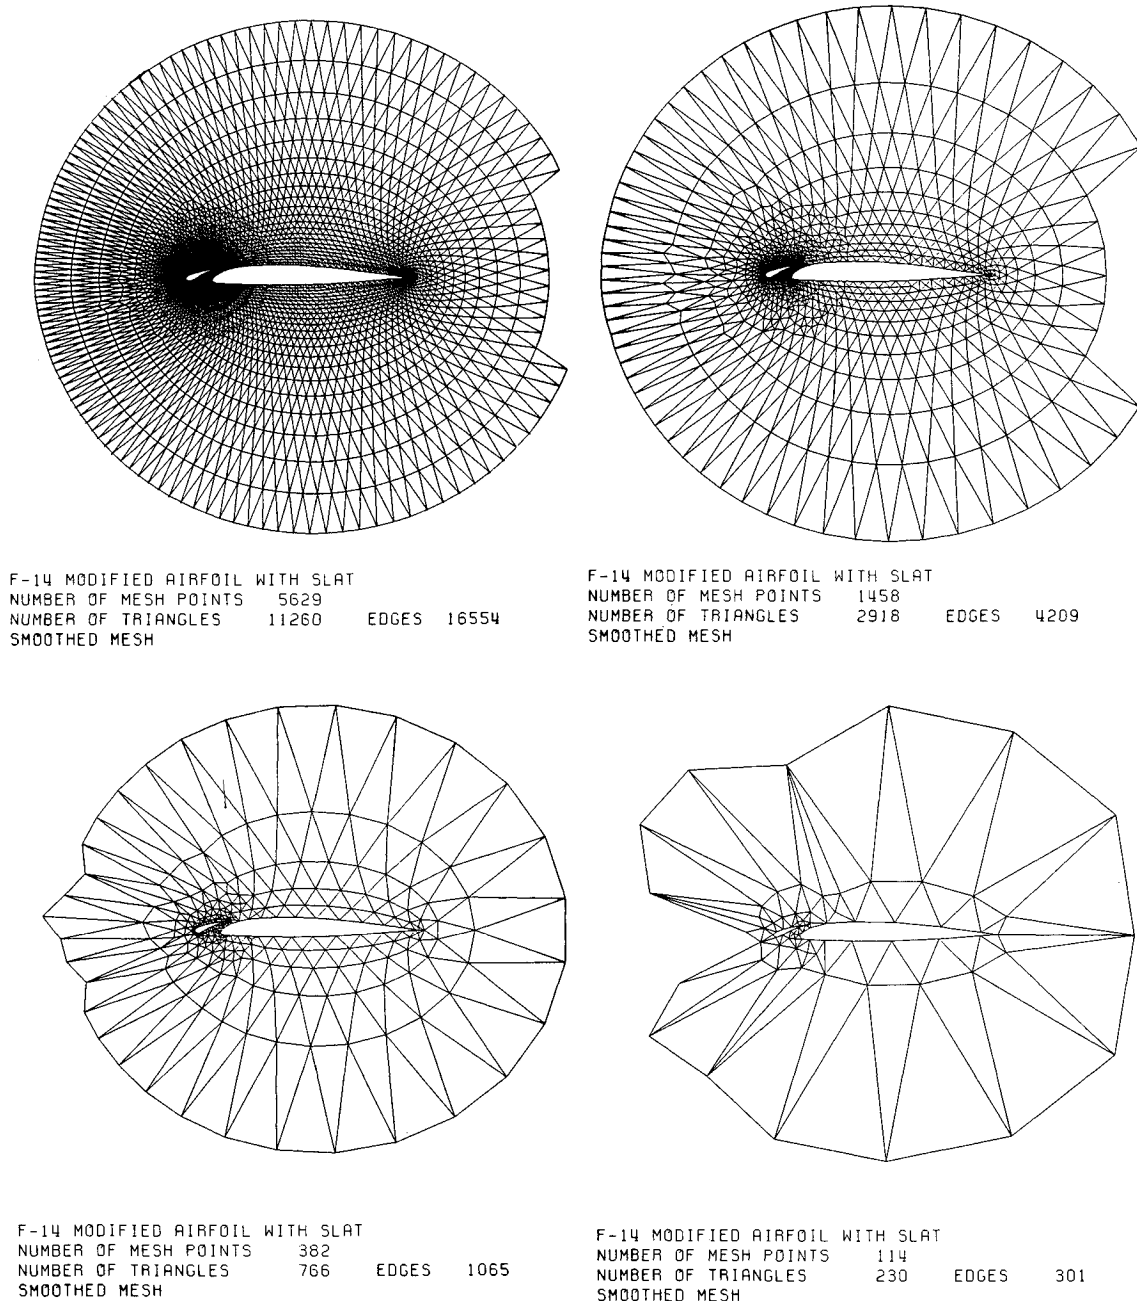 F-14 MODIFIED AIRFOIL WITH SLAT
NUMBER OF MESH POINTS 5629
NUMBER OF TRIANGLES 11260 EDGES 16554
SMOOTHED MESH
F-14 MODIFIED AIRFOIL WITH SLAT
NUMBER OF MESH POINTS 1458
NUMBER OF TRIANGLES 2918 EDGES 4209
SMOOTHED MESH
F-14 MODIFIED AIRFOIL WITH SLAT
NUMBER OF MESH POINTS 382
NUMBER OF TRIANGLES 766 EDGES 1065
SMOOTHED MESH
F-14 MODIFIED AIRFOIL WITH SLAT
NUMBER OF MESH POINTS 114
NUMBER OF TRIANGLES 230 EDGES 301
SMOOTHED MESH